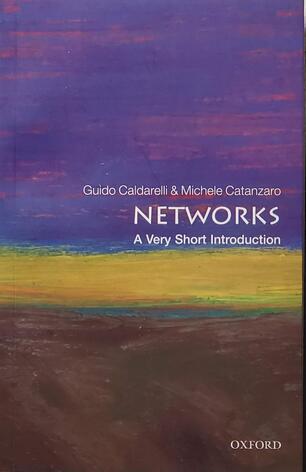 Guido Caldarelli & Michele Catanzaro
NETWORKS
A Very Short Introduction
OXFORD